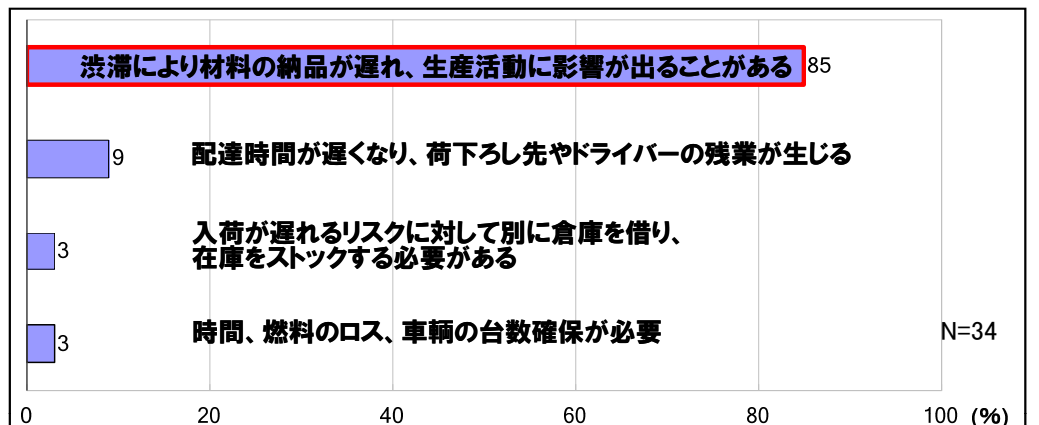 渋滞により材料の納品が遅れ、生産活動に影響が出ることがある 85
9 配達時間が遅くなり、荷下ろし先やドライバーの残業が生じる
入荷が遅れるリスクに対して別に倉庫を借り、
3
在庫をストックする必要がある
3 時間、燃料のロス、車輌の台数確保が必要
N=34
0 20 40 60 80 100 (%)